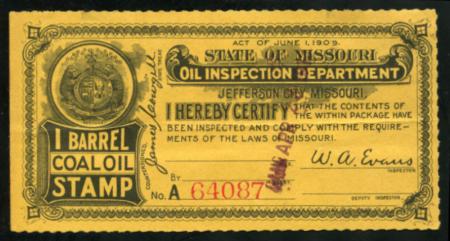 ACT OF JUNE 1, 1909.
STATE OF MISSOURI
OIL INSPECTION DEPARTMENT
JEFFERSON CITY, MISSOURI.
I HEREBY CERTIFY THAT THE CONTENTS
OF THE WITHIN PACKAGE HAVE
BEEN INSPECTED AND COMPLY WITH THE REQUIRE-
MENTS OF THE LAWS OF MISSOURI.
W. A. Evans
INSPECTOR
BY
No. A 64087
DEPUTY INSPECTOR.
1 BARREL
COAL OIL
STAMP
COUNTERSIGNED,